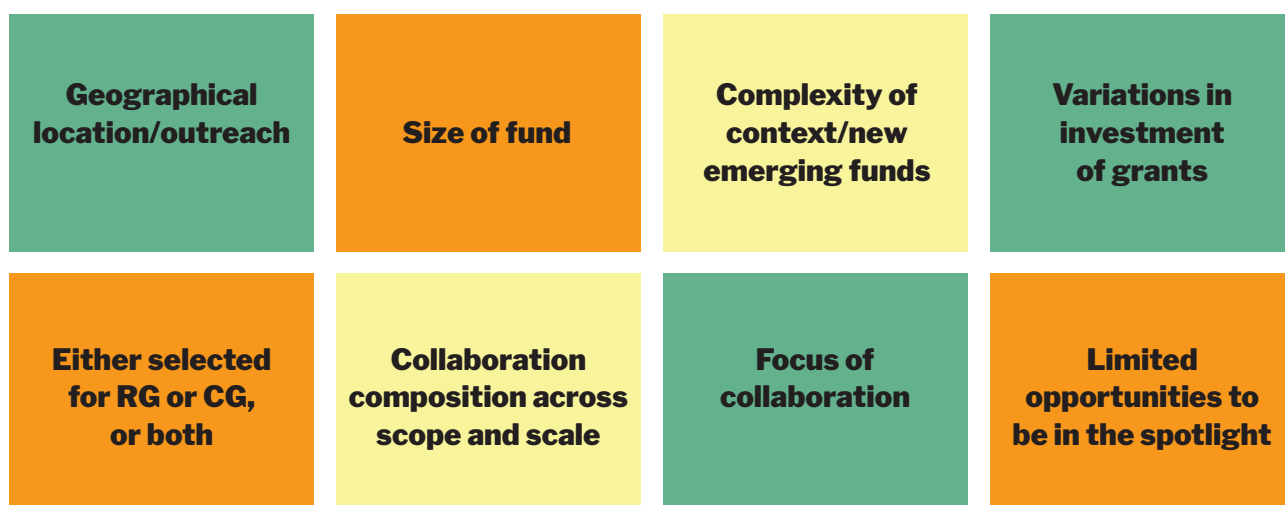 Geographical
location/outreach
Size of fund
Complexity of
context/new
emerging funds
Variations in
investment
of grants
Either selected
for RG or CG,
or both
Collaboration
composition across
scope and scale
Focus of
collaboration
Limited
opportunities to
be in the spotlight